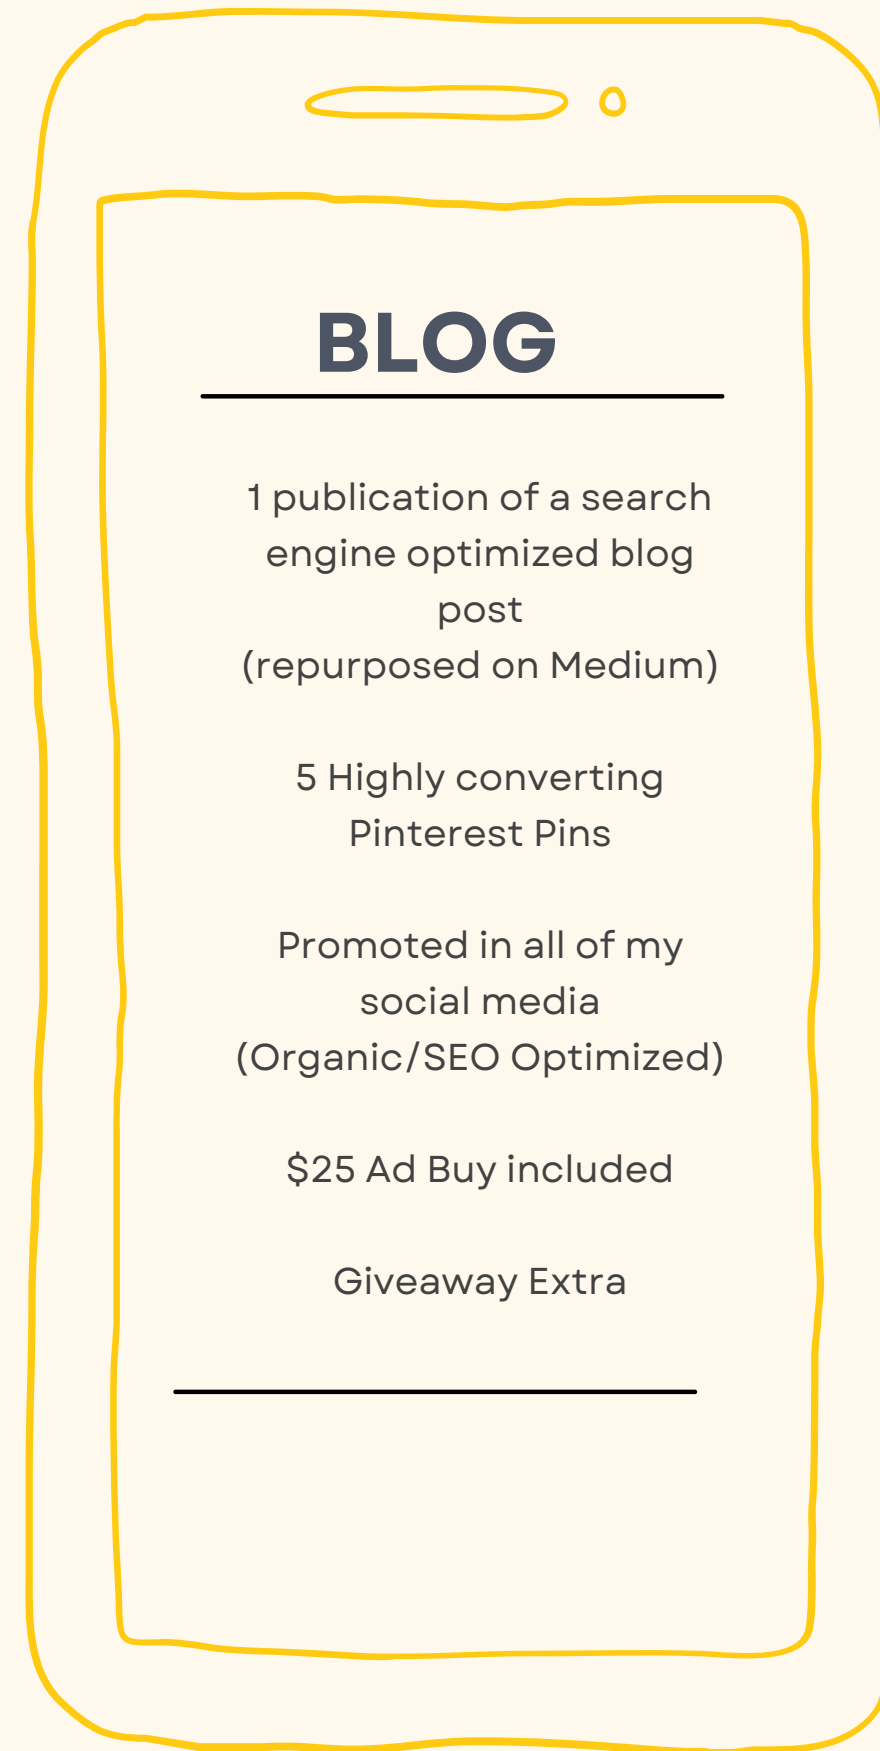 BLOG
1 publication of a search
engine optimized blog
post
(repurposed on Medium)
5 Highly converting
Pinterest Pins
Promoted in all of my
social media
(Organic/SEO Optimized)
$25 Ad Buy included
Giveaway Extra